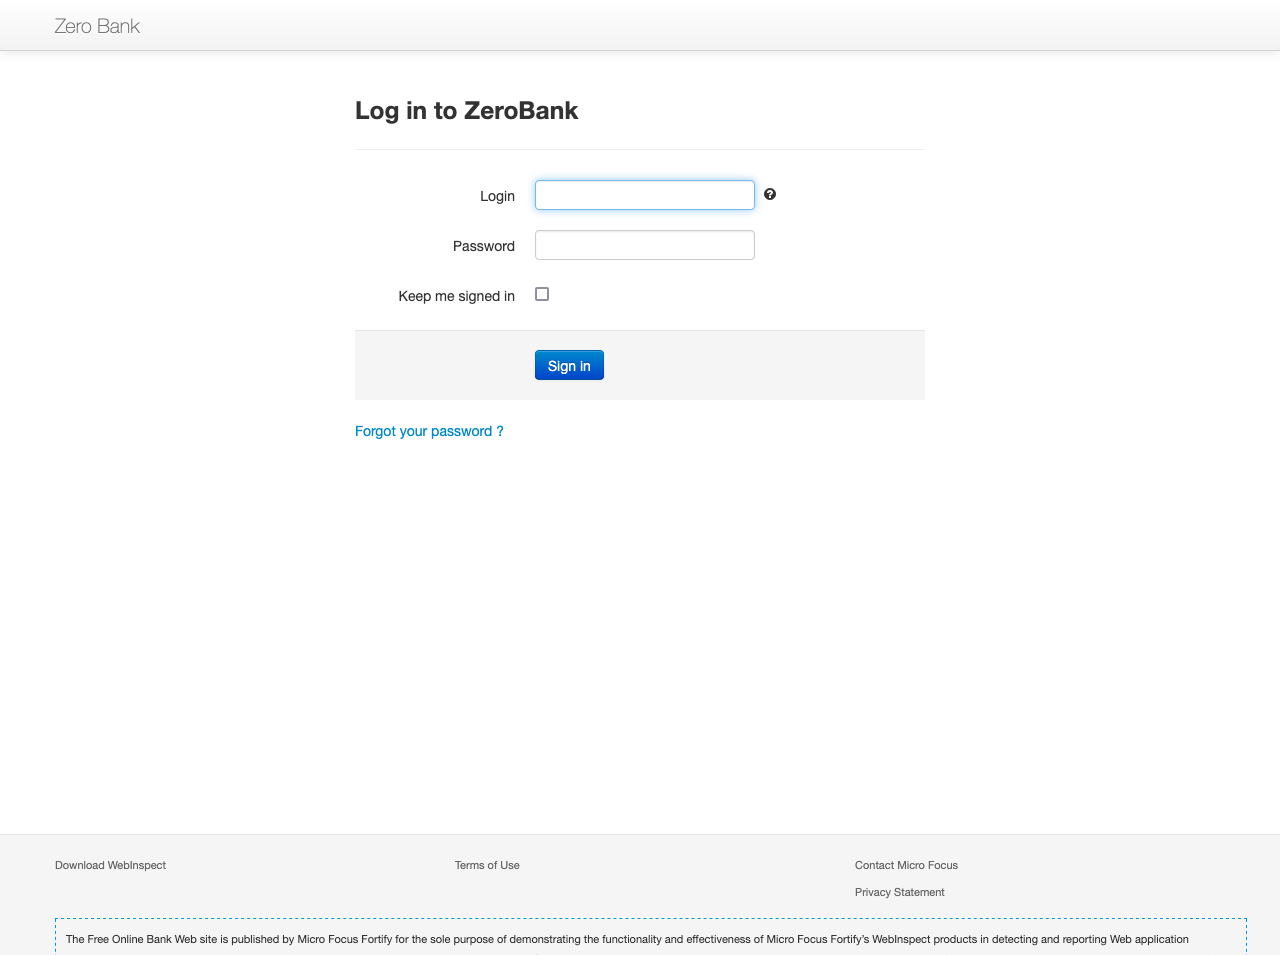 Zero Bank
Log in to ZeroBank
Login
Password
Keep me signed in
Sign in
Forgot your password ?
Download WebInspect
Terms of Use
Contact Micro Focus
Privacy Statement
The Free Online Bank Web site is published by Micro Focus Fortify for the sole purpose of demonstrating the functionality and effectiveness of Micro Focus Fortify's WebInspect products in detecting and reporting Web application